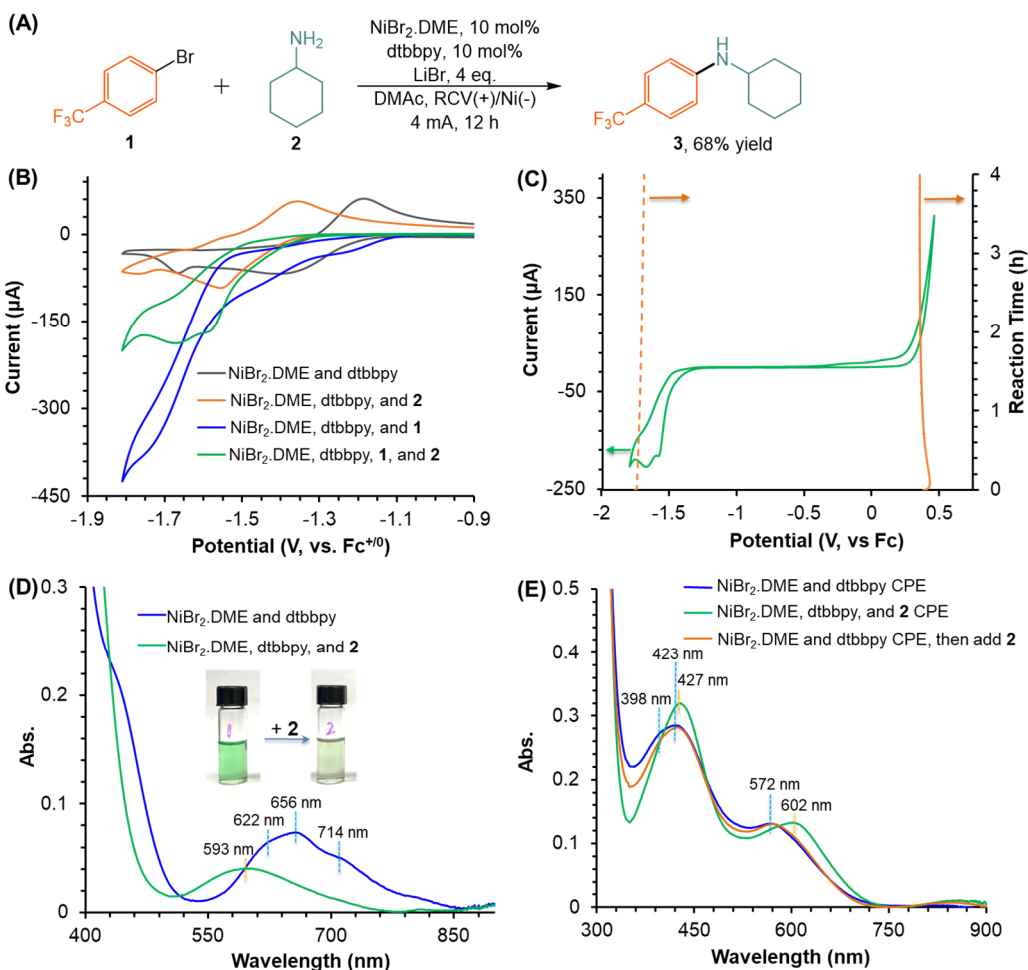 (A)
NiBr₂.DME, 10 mol%
dtbbpy, 10 mol%
LiBr, 4 eq.
DMAc, RCV(+)/Ni(-)
4 mA, 12 h
Br
F₃C
1
+
NH₂
2
H
N
F₃C
3, 68% yield
(B)
0
-150
-300
-450
Current (µA)
-1.9
-1.7
-1.5
-1.3
-1.1
-0.9
Potential (V, vs. Fc⁺/⁰)
NiBr₂.DME and dtbbpy
NiBr₂.DME, dtbbpy, and 2
NiBr₂.DME, dtbbpy, and 1
NiBr₂.DME, dtbbpy, 1, and 2
(C)
350
150
-50
-250
Current (µA)
4
3
2
1
0
Reaction Time (h)
-2
-1.5
-1
-0.5
0
0.5
Potential (V, vs Fc)
(D)
0.3
0.2
0.1
0
Abs.
NiBr₂.DME and dtbbpy
NiBr₂.DME, dtbbpy, and 2
1
+ 2
2
593 nm
622 nm
656 nm
714 nm
400
550
700
850
Wavelength (nm)
(E)
0.5
0.4
0.3
0.2
0.1
0
Abs.
NiBr₂.DME and dtbbpy CPE
NiBr₂.DME, dtbbpy, and 2 CPE
NiBr₂.DME and dtbbpy CPE, then add 2
423 nm
427 nm
398 nm
572 nm
602 nm
300
450
600
750
900
Wavelength (nm)